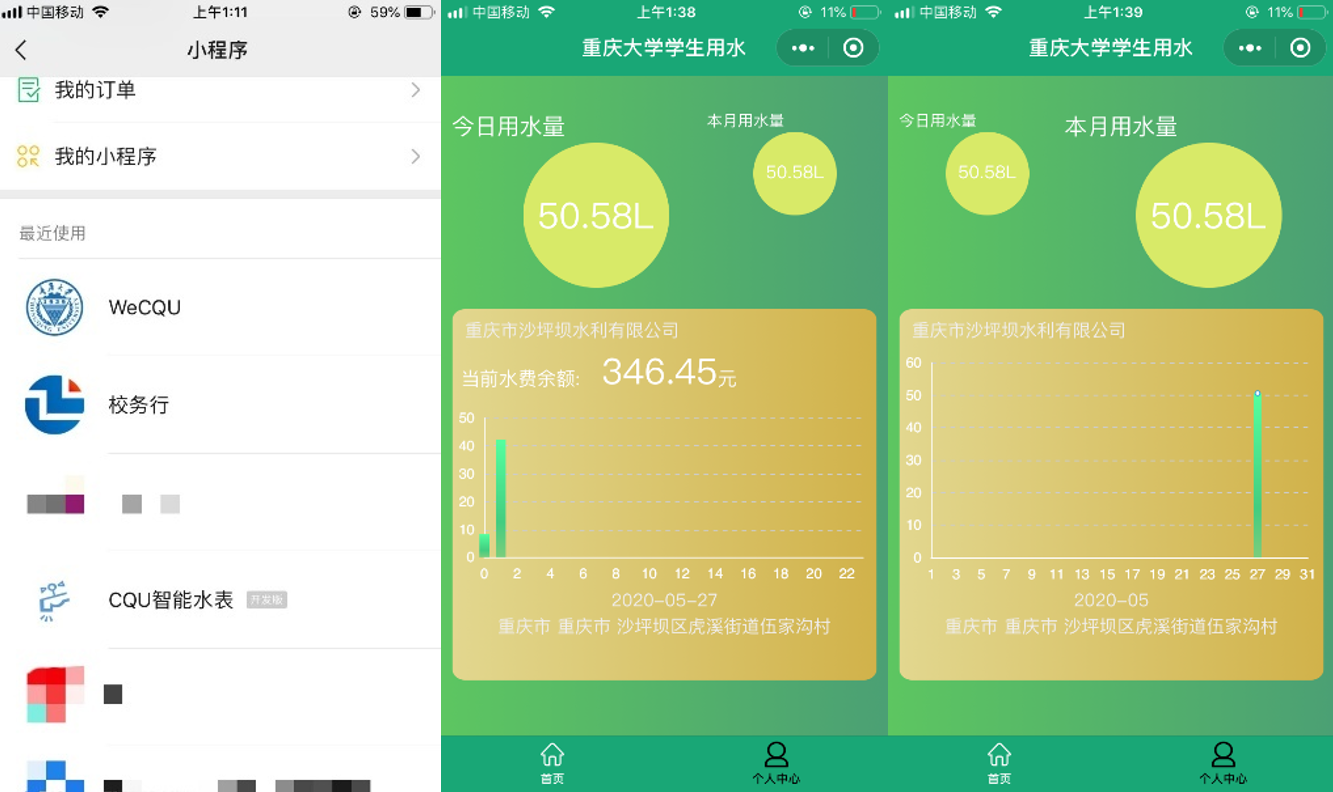 中国移动
上午1:11
59%
小程序
我的订单
我的小程序
最近使用
WeCQU
校务行
CQU智能水表 开发版
中国移动
上午1:38
11%
重庆大学学生用水
今日用水量
本月用水量
50.58L
50.58L
重庆市沙坪坝水利有限公司
当前水费余额: 346.45元
50
40
30
20
10
0
0 2 4 6 8 10 12 14 16 18 20 22
2020-05-27
重庆市 重庆市 沙坪坝区虎溪街道伍家沟村
首页
个人中心
中国移动
上午1:39
11%
重庆大学学生用水
今日用水量
本月用水量
50.58L
50.58L
重庆市沙坪坝水利有限公司
60
50
40
30
20
10
0
1 3 5 7 9 11 13 15 17 19 21 23 25 27 29 31
2020-05
重庆市 重庆市 沙坪坝区虎溪街道伍家沟村
首页
个人中心